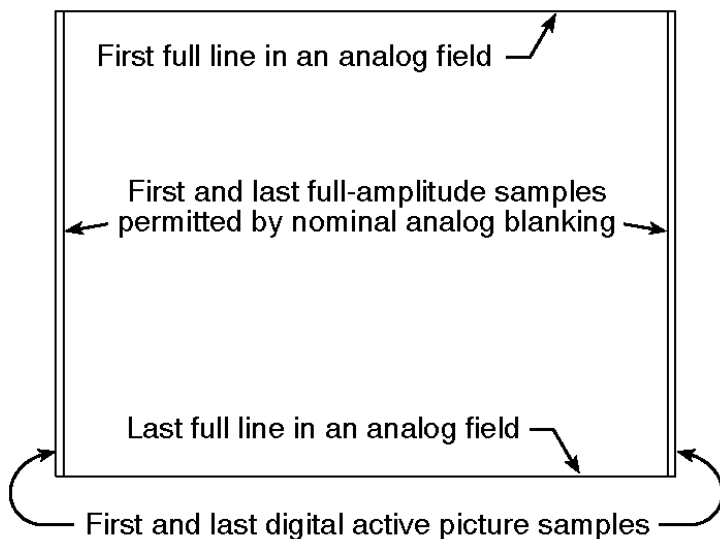 First full line in an analog field
First and last full-amplitude samples
permitted by nominal analog blanking
Last full line in an analog field
First and last digital active picture samples